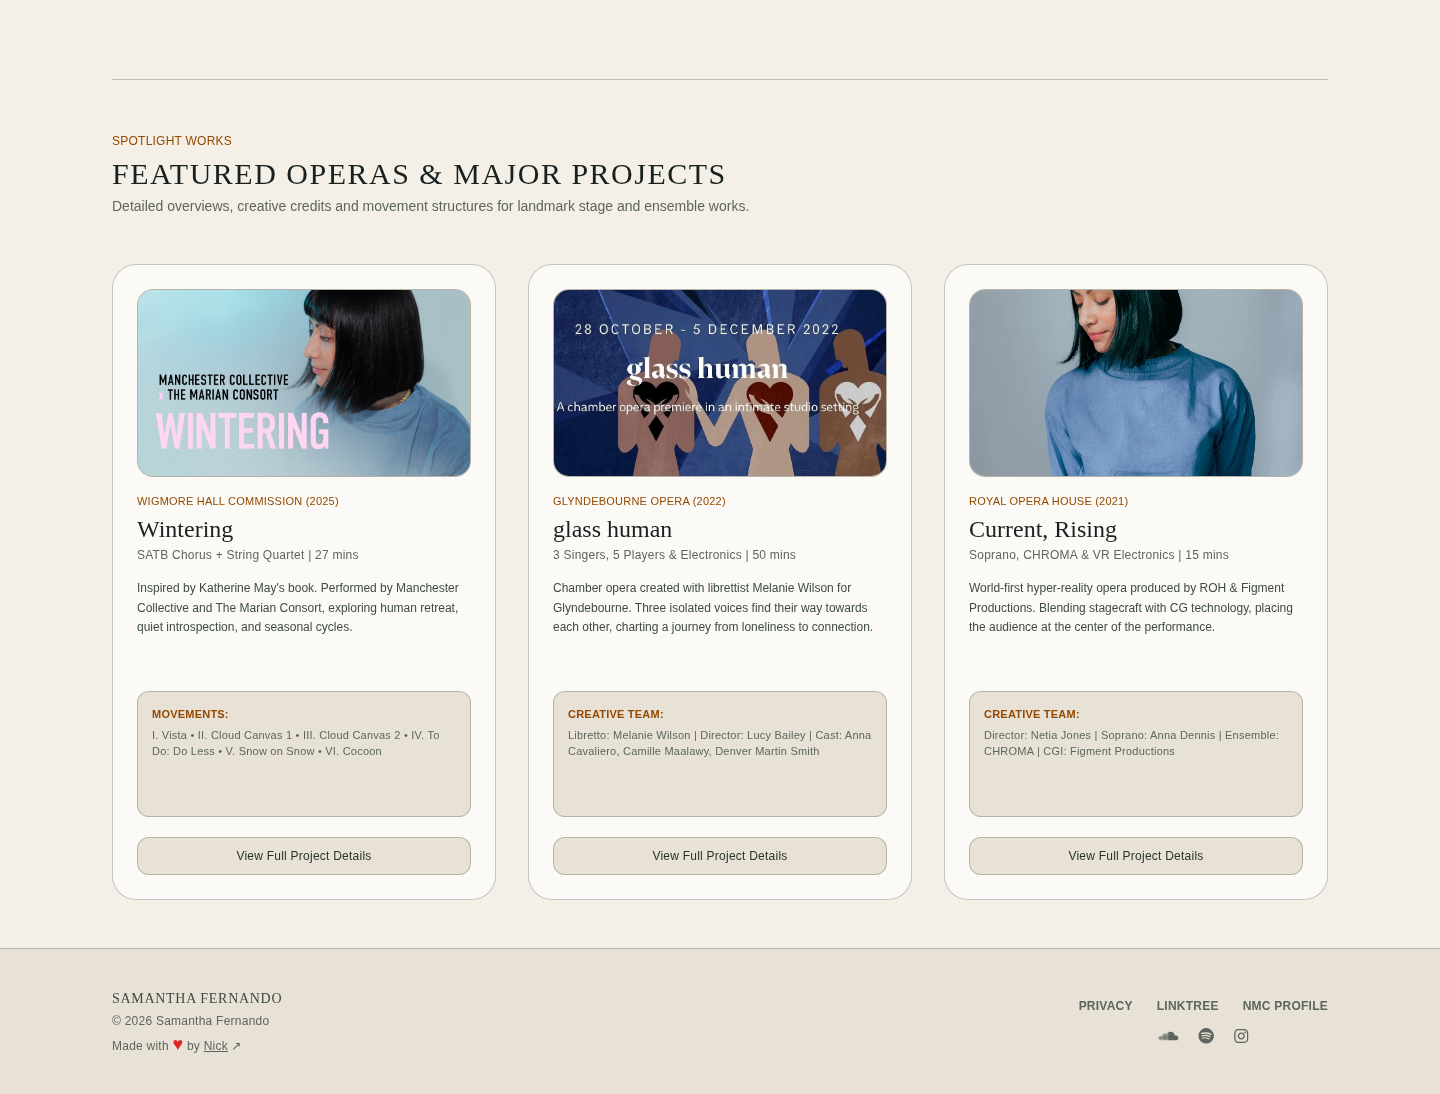 SPOTLIGHT WORKS
FEATURED OPERAS & MAJOR PROJECTS
Detailed overviews, creative credits and movement structures for landmark stage and ensemble works.
MANCHESTER COLLECTIVE
x THE MARIAN CONSORT
WINTERING
WIGMORE HALL COMMISSION (2025)
Wintering
SATB Chorus + String Quartet | 27 mins
Inspired by Katherine May's book. Performed by Manchester
Collective and The Marian Consort, exploring human retreat,
quiet introspection, and seasonal cycles.
MOVEMENTS:
I. Vista • II. Cloud Canvas 1 • III. Cloud Canvas 2 • IV. To
Do: Do Less • V. Snow on Snow • VI. Cocoon
View Full Project Details
28 OCTOBER - 5 DECEMBER 2022
glass human
A chamber opera premiere in an intimate studio setting
GLYNDEBOURNE OPERA (2022)
glass human
3 Singers, 5 Players & Electronics | 50 mins
Chamber opera created with librettist Melanie Wilson for
Glyndebourne. Three isolated voices find their way towards
each other, charting a journey from loneliness to connection.
CREATIVE TEAM:
Libretto: Melanie Wilson | Director: Lucy Bailey | Cast: Anna
Cavaliero, Camille Maalawy, Denver Martin Smith
View Full Project Details
ROYAL OPERA HOUSE (2021)
Current, Rising
Soprano, CHROMA & VR Electronics | 15 mins
World-first hyper-reality opera produced by ROH & Figment
Productions. Blending stagecraft with CG technology, placing
the audience at the center of the performance.
CREATIVE TEAM:
Director: Netia Jones | Soprano: Anna Dennis | Ensemble:
CHROMA | CGI: Figment Productions
View Full Project Details
SAMANTHA FERNANDO
© 2026 Samantha Fernando
Made with ♥ by Nick ↗
PRIVACY LINKTREE NMC PROFILE